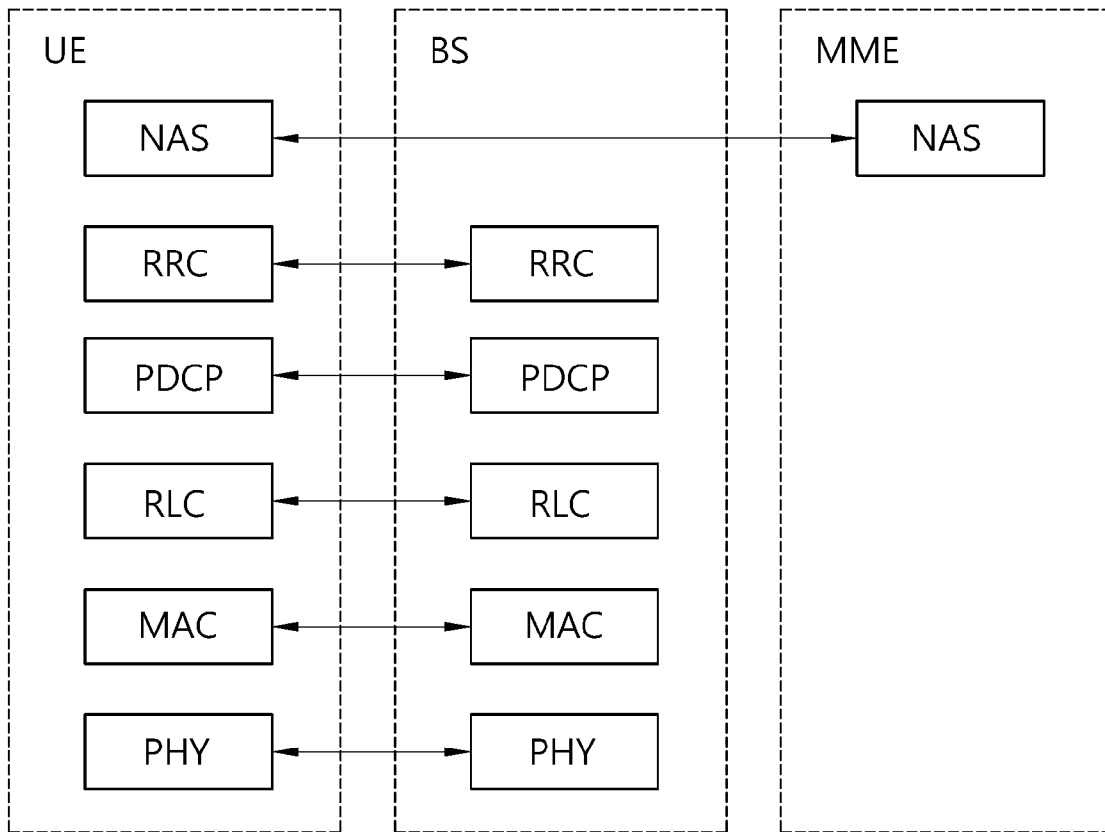 UE BS MME
NAS NAS
RRC RRC
PDCP PDCP
RLC RLC
MAC MAC
PHY PHY